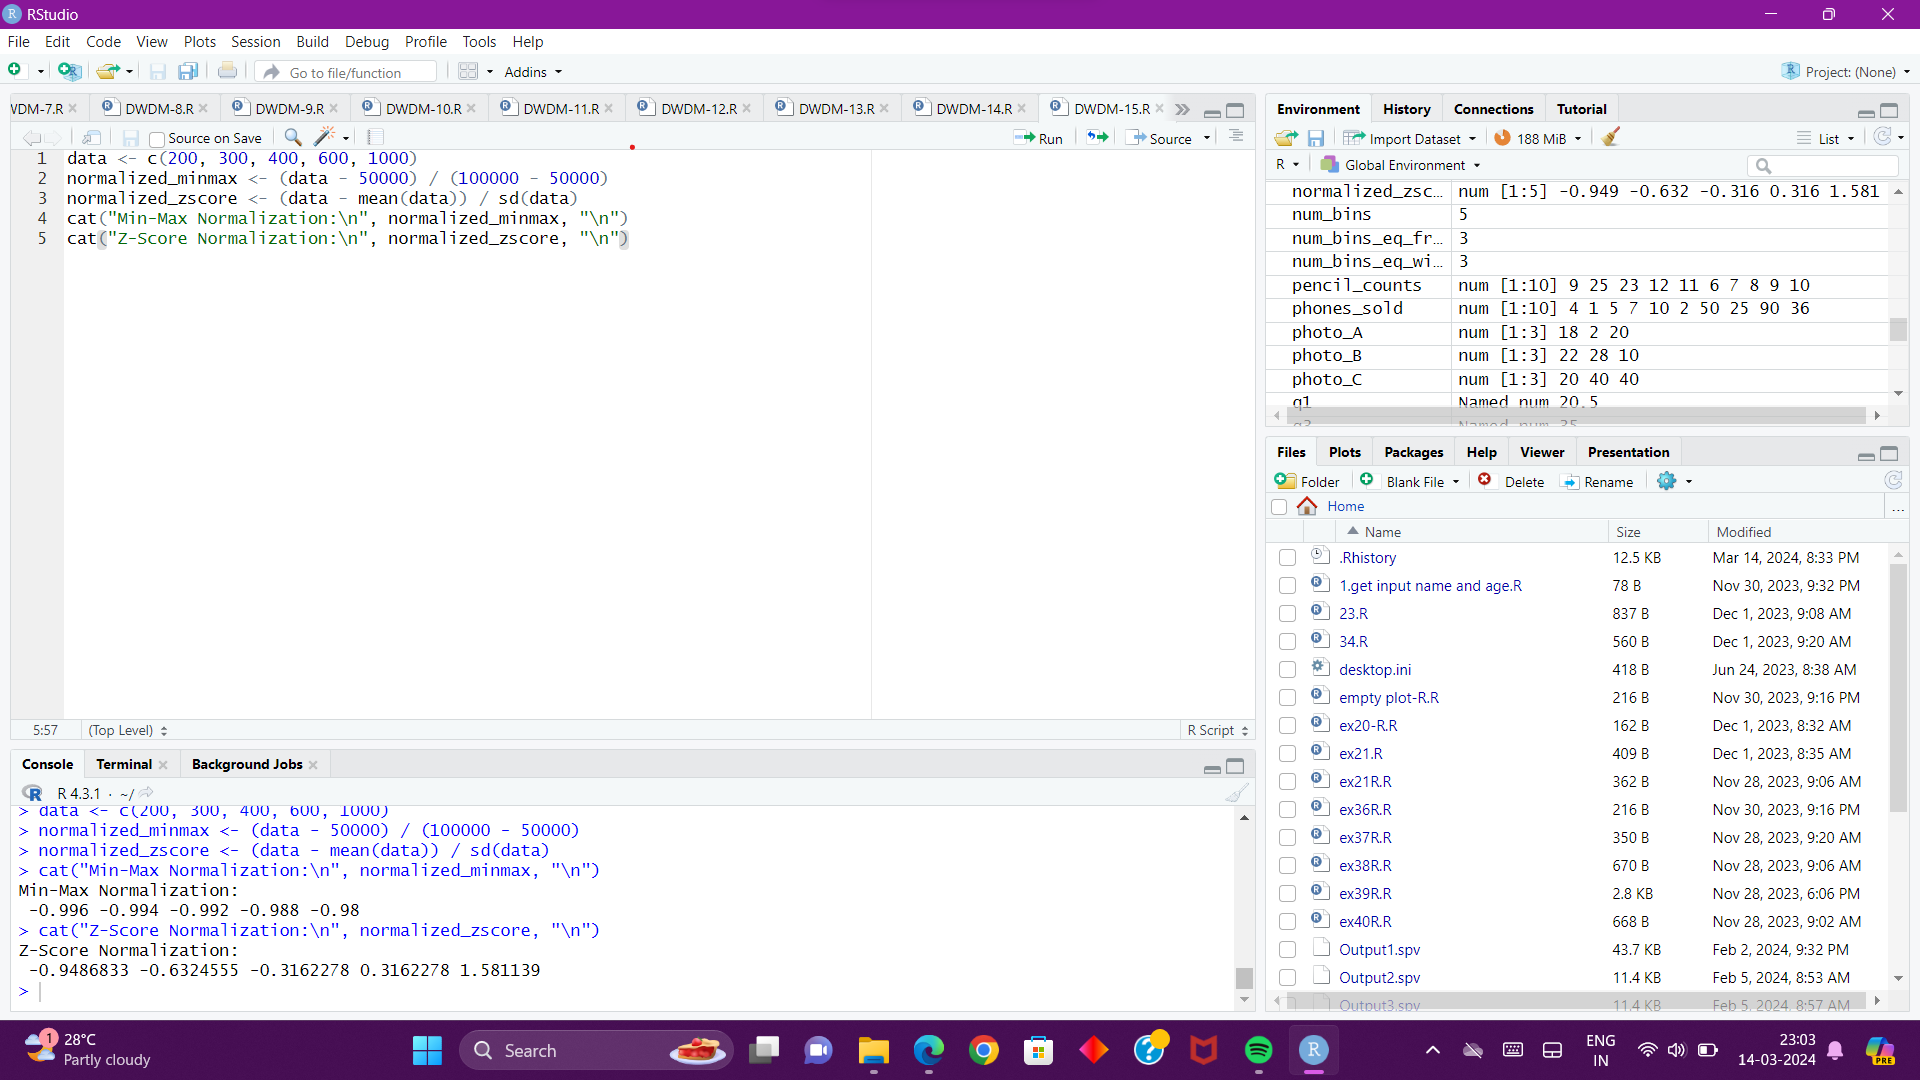 RStudio
File Edit Code View Plots Session Build Debug Profile Tools Help
Go to file/function Addins Project: (None)
WDM-7.R DWDM-8.R DWDM-9.R DWDM-10.R DWDM-11.R DWDM-12.R DWDM-13.R DWDM-14.R DWDM-15.R
Source on Save Run Source
1 data <- c(200, 300, 400, 600, 1000)
2 normalized_minmax <- (data - 50000) / (100000 - 50000)
3 normalized_zscore <- (data - mean(data)) / sd(data)
4 cat("Min-Max Normalization:\n", normalized_minmax, "\n")
5 cat("Z-Score Normalization:\n", normalized_zscore, "\n")
5:57 (Top Level) R Script
Console Terminal Background Jobs
R 4.3.1 · ~/
> data <- c(200, 300, 400, 600, 1000)
> normalized_minmax <- (data - 50000) / (100000 - 50000)
> normalized_zscore <- (data - mean(data)) / sd(data)
> cat("Min-Max Normalization:\n", normalized_minmax, "\n")
Min-Max Normalization:
-0.996 -0.994 -0.992 -0.988 -0.98
> cat("Z-Score Normalization:\n", normalized_zscore, "\n")
Z-Score Normalization:
-0.9486833 -0.6324555 -0.3162278 0.3162278 1.581139
>
Environment History Connections Tutorial
Import Dataset 188 MiB List
R Global Environment
normalized_zsc… num [1:5] -0.949 -0.632 -0.316 0.316 1.581
num_bins 5
num_bins_eq_fr… 3
num_bins_eq_wi… 3
pencil_counts num [1:10] 9 25 23 12 11 6 7 8 9 10
phones_sold num [1:10] 4 1 5 7 10 2 50 25 90 36
photo_A num [1:3] 18 2 20
photo_B num [1:3] 22 28 10
photo_C num [1:3] 20 40 40
q1 Named num 20.5
q3 Named num 35
Files Plots Packages Help Viewer Presentation
Folder Blank File Delete Rename
Home ...
Name Size Modified
.Rhistory 12.5 KB Mar 14, 2024, 8:33 PM
1.get input name and age.R 78 B Nov 30, 2023, 9:32 PM
23.R 837 B Dec 1, 2023, 9:08 AM
34.R 560 B Dec 1, 2023, 9:20 AM
desktop.ini 418 B Jun 24, 2023, 8:38 AM
empty plot-R.R 216 B Nov 30, 2023, 9:16 PM
ex20-R.R 162 B Dec 1, 2023, 8:32 AM
ex21.R 409 B Dec 1, 2023, 8:35 AM
ex21R.R 362 B Nov 28, 2023, 9:06 AM
ex36R.R 216 B Nov 30, 2023, 9:16 PM
ex37R.R 350 B Nov 28, 2023, 9:20 AM
ex38R.R 670 B Nov 28, 2023, 9:06 AM
ex39R.R 2.8 KB Nov 28, 2023, 6:06 PM
ex40R.R 668 B Nov 28, 2023, 9:02 AM
Output1.spv 43.7 KB Feb 2, 2024, 9:32 PM
Output2.spv 11.4 KB Feb 5, 2024, 8:53 AM
Output3.spv 11.4 KB Feb 5, 2024, 8:57 AM
1 28°C
Partly cloudy
Search
ENG
IN
23:03
14-03-2024
PRE